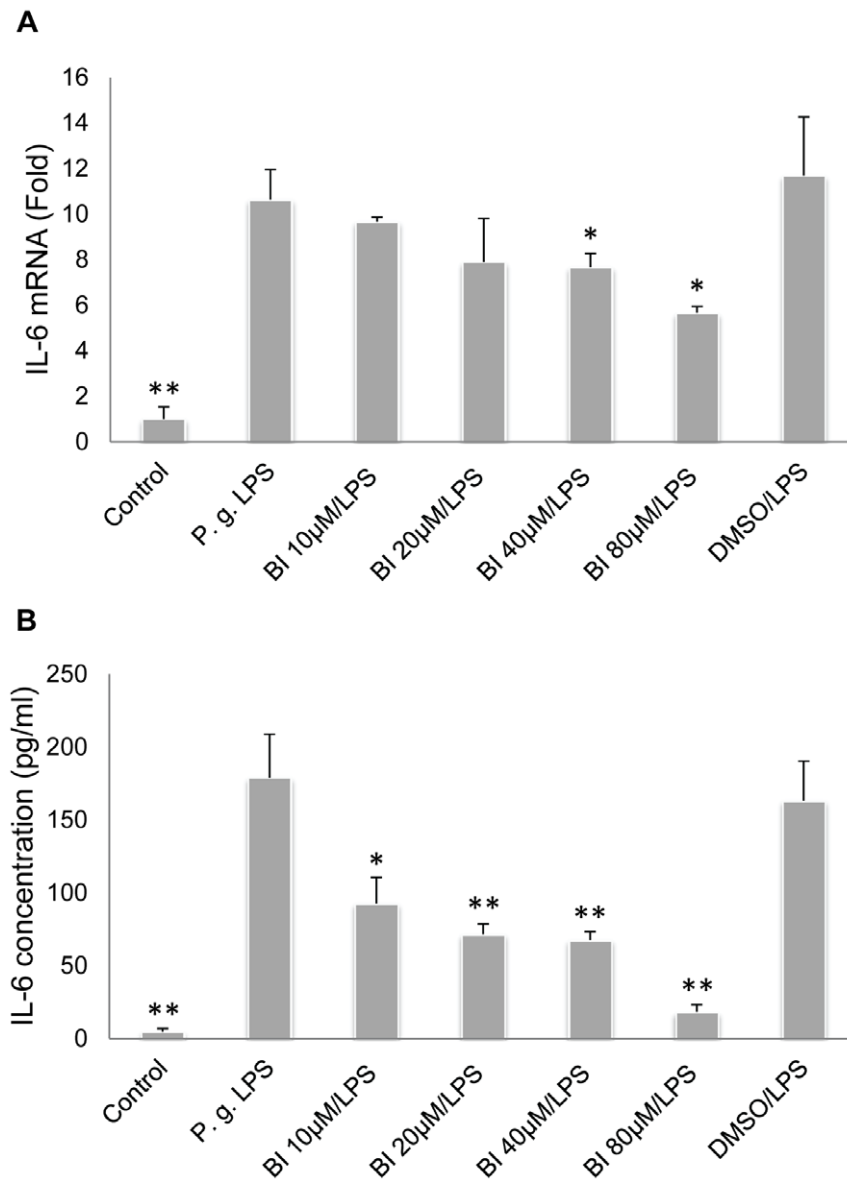 A
IL-6 mRNA (Fold)
16
14
12
10
8
6
4
2
0
**
*
*
Control
P. g. LPS
BI 10µM/LPS
BI 20µM/LPS
BI 40µM/LPS
BI 80µM/LPS
DMSO/LPS
B
IL-6 concentration (pg/ml)
250
200
150
100
50
0
**
*
**
**
**
Control
P. g. LPS
BI 10µM/LPS
BI 20µM/LPS
BI 40µM/LPS
BI 80µM/LPS
DMSO/LPS